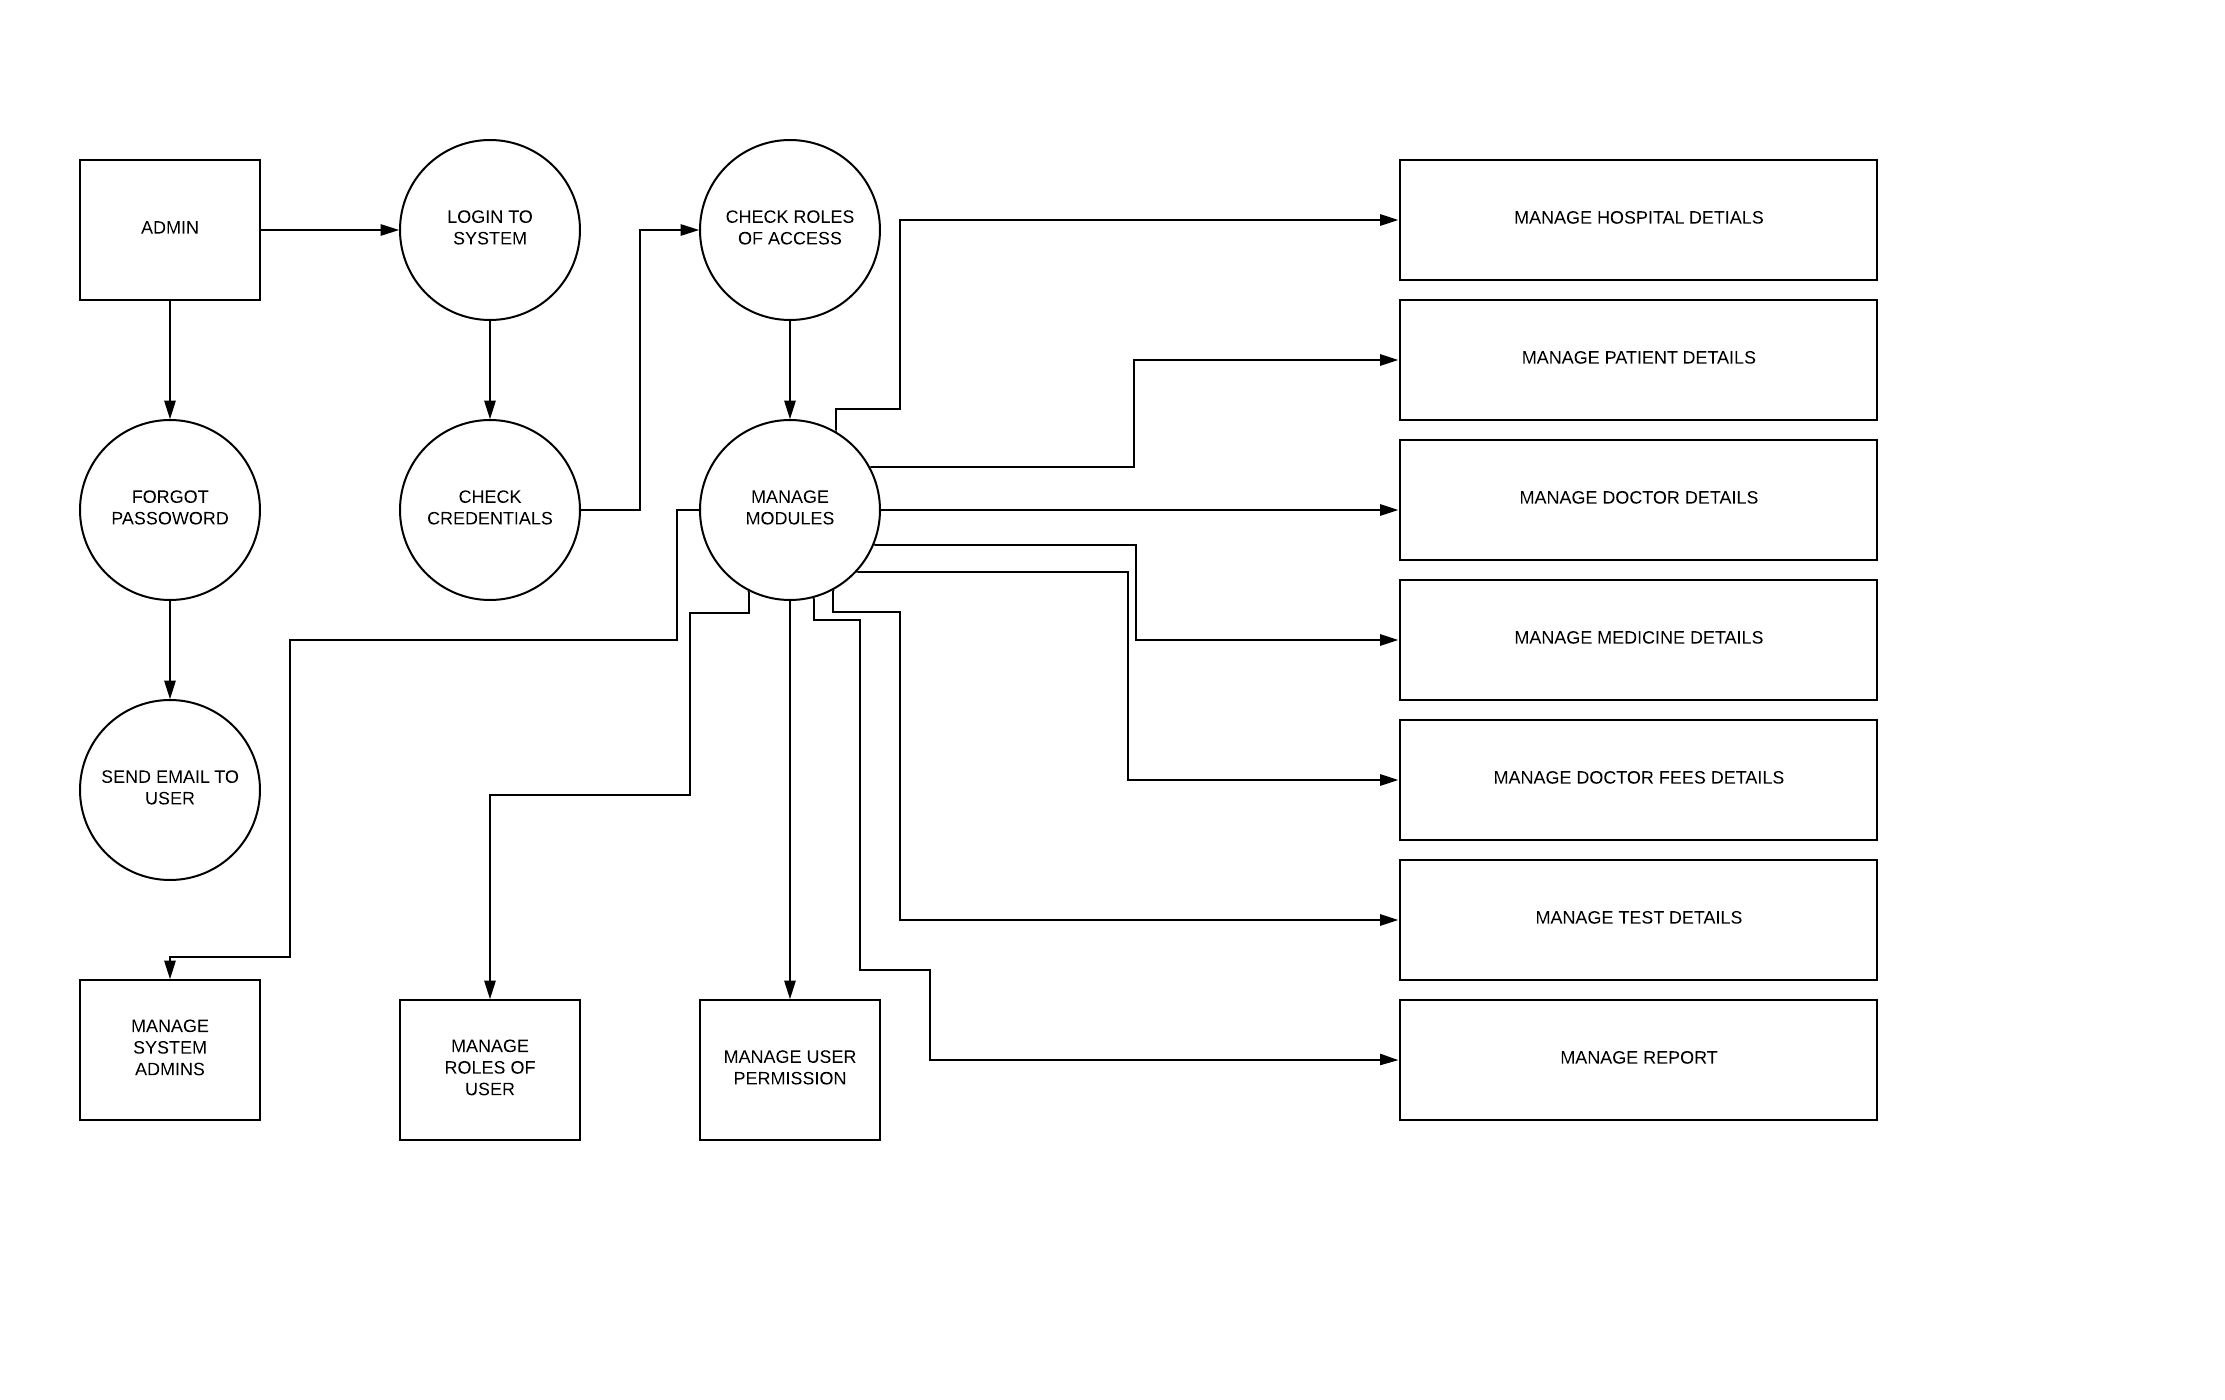 ADMIN
LOGIN TO
SYSTEM
CHECK ROLES
OF ACCESS
MANAGE HOSPITAL DETIALS
MANAGE PATIENT DETAILS
FORGOT
PASSOWORD
CHECK
CREDENTIALS
MANAGE
MODULES
MANAGE DOCTOR DETAILS
MANAGE MEDICINE DETAILS
SEND EMAIL TO
USER
MANAGE DOCTOR FEES DETAILS
MANAGE TEST DETAILS
MANAGE
SYSTEM
ADMINS
MANAGE
ROLES OF
USER
MANAGE USER
PERMISSION
MANAGE REPORT